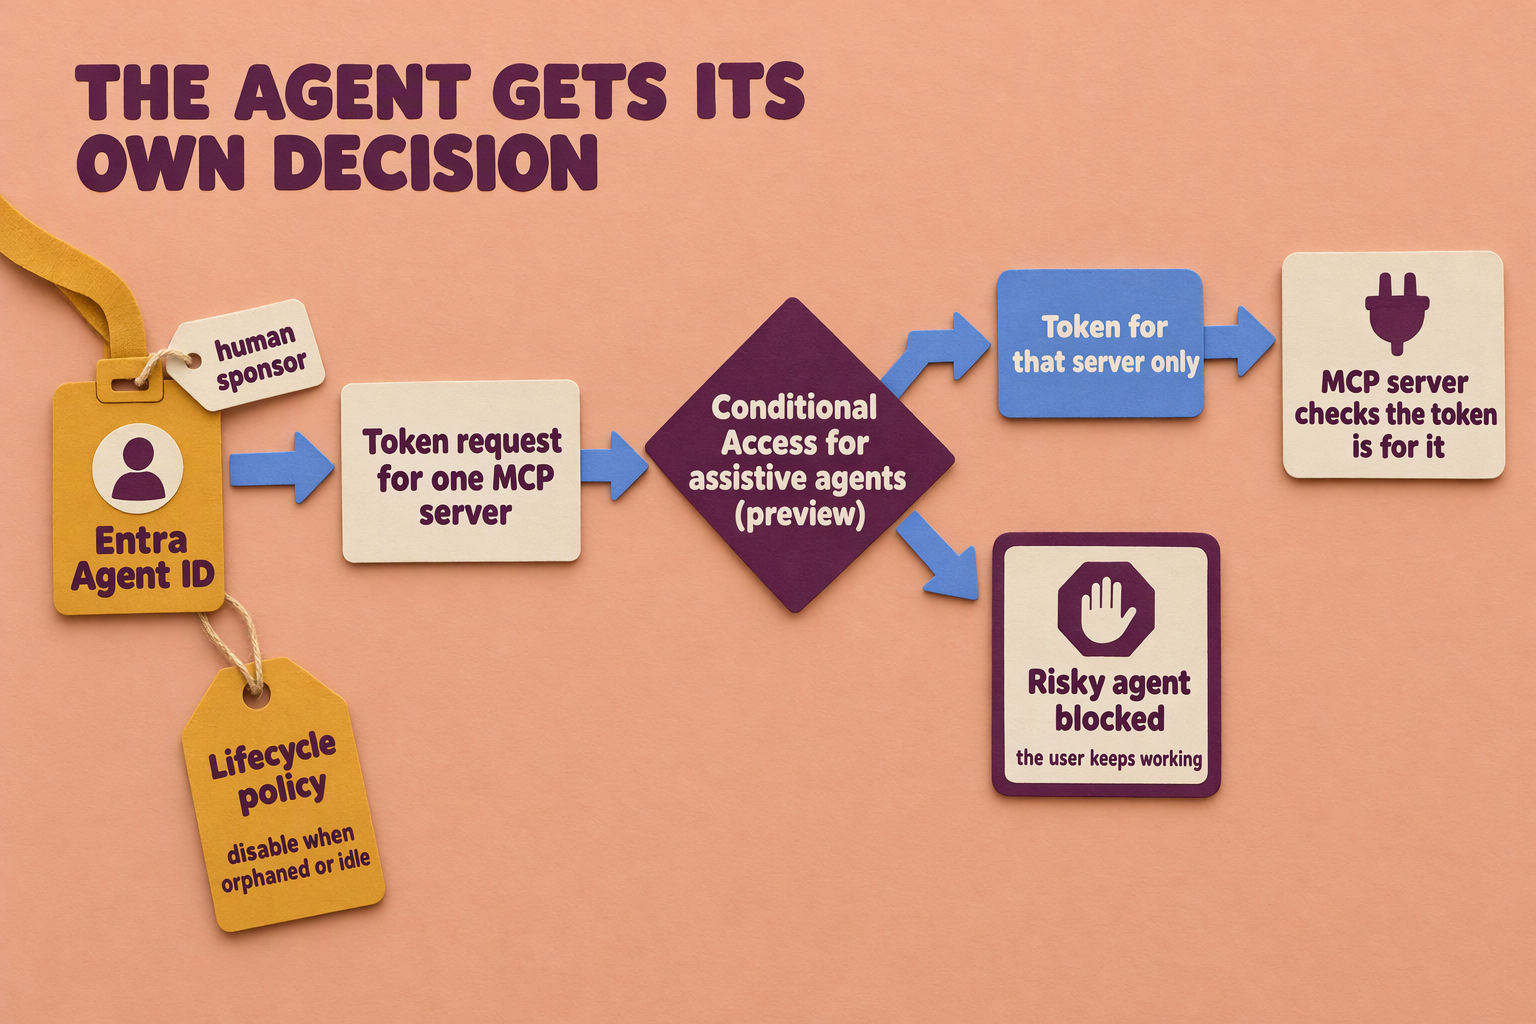 THE AGENT GETS ITS
OWN DECISION
human
sponsor
Entra
Agent ID
Lifecycle
policy
disable when
orphaned or idle
Token request
for one MCP
server
Conditional
Access for
assistive agents
(preview)
Token for
that server only
MCP server
checks the token
is for it
Risky agent
blocked
the user keeps working